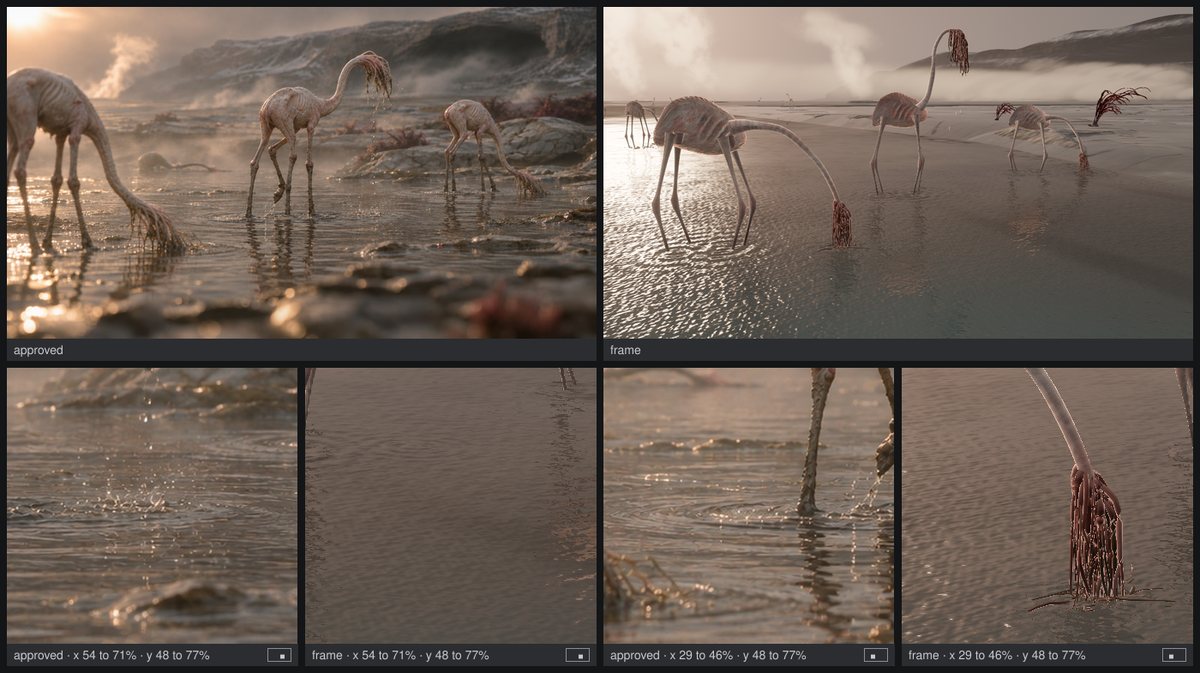 approved
frame
approved · x 54 to 71% · y 48 to 77%
frame · x 54 to 71% · y 48 to 77%
approved · x 29 to 46% · y 48 to 77%
frame · x 29 to 46% · y 48 to 77%